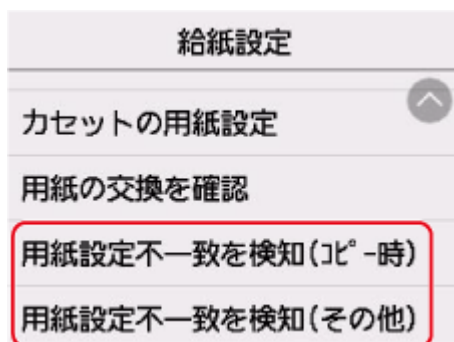 給紙設定
カセットの用紙設定
用紙の交換を確認
用紙設定不一致を検知(ｺﾋﾟｰ時)
用紙設定不一致を検知(その他)